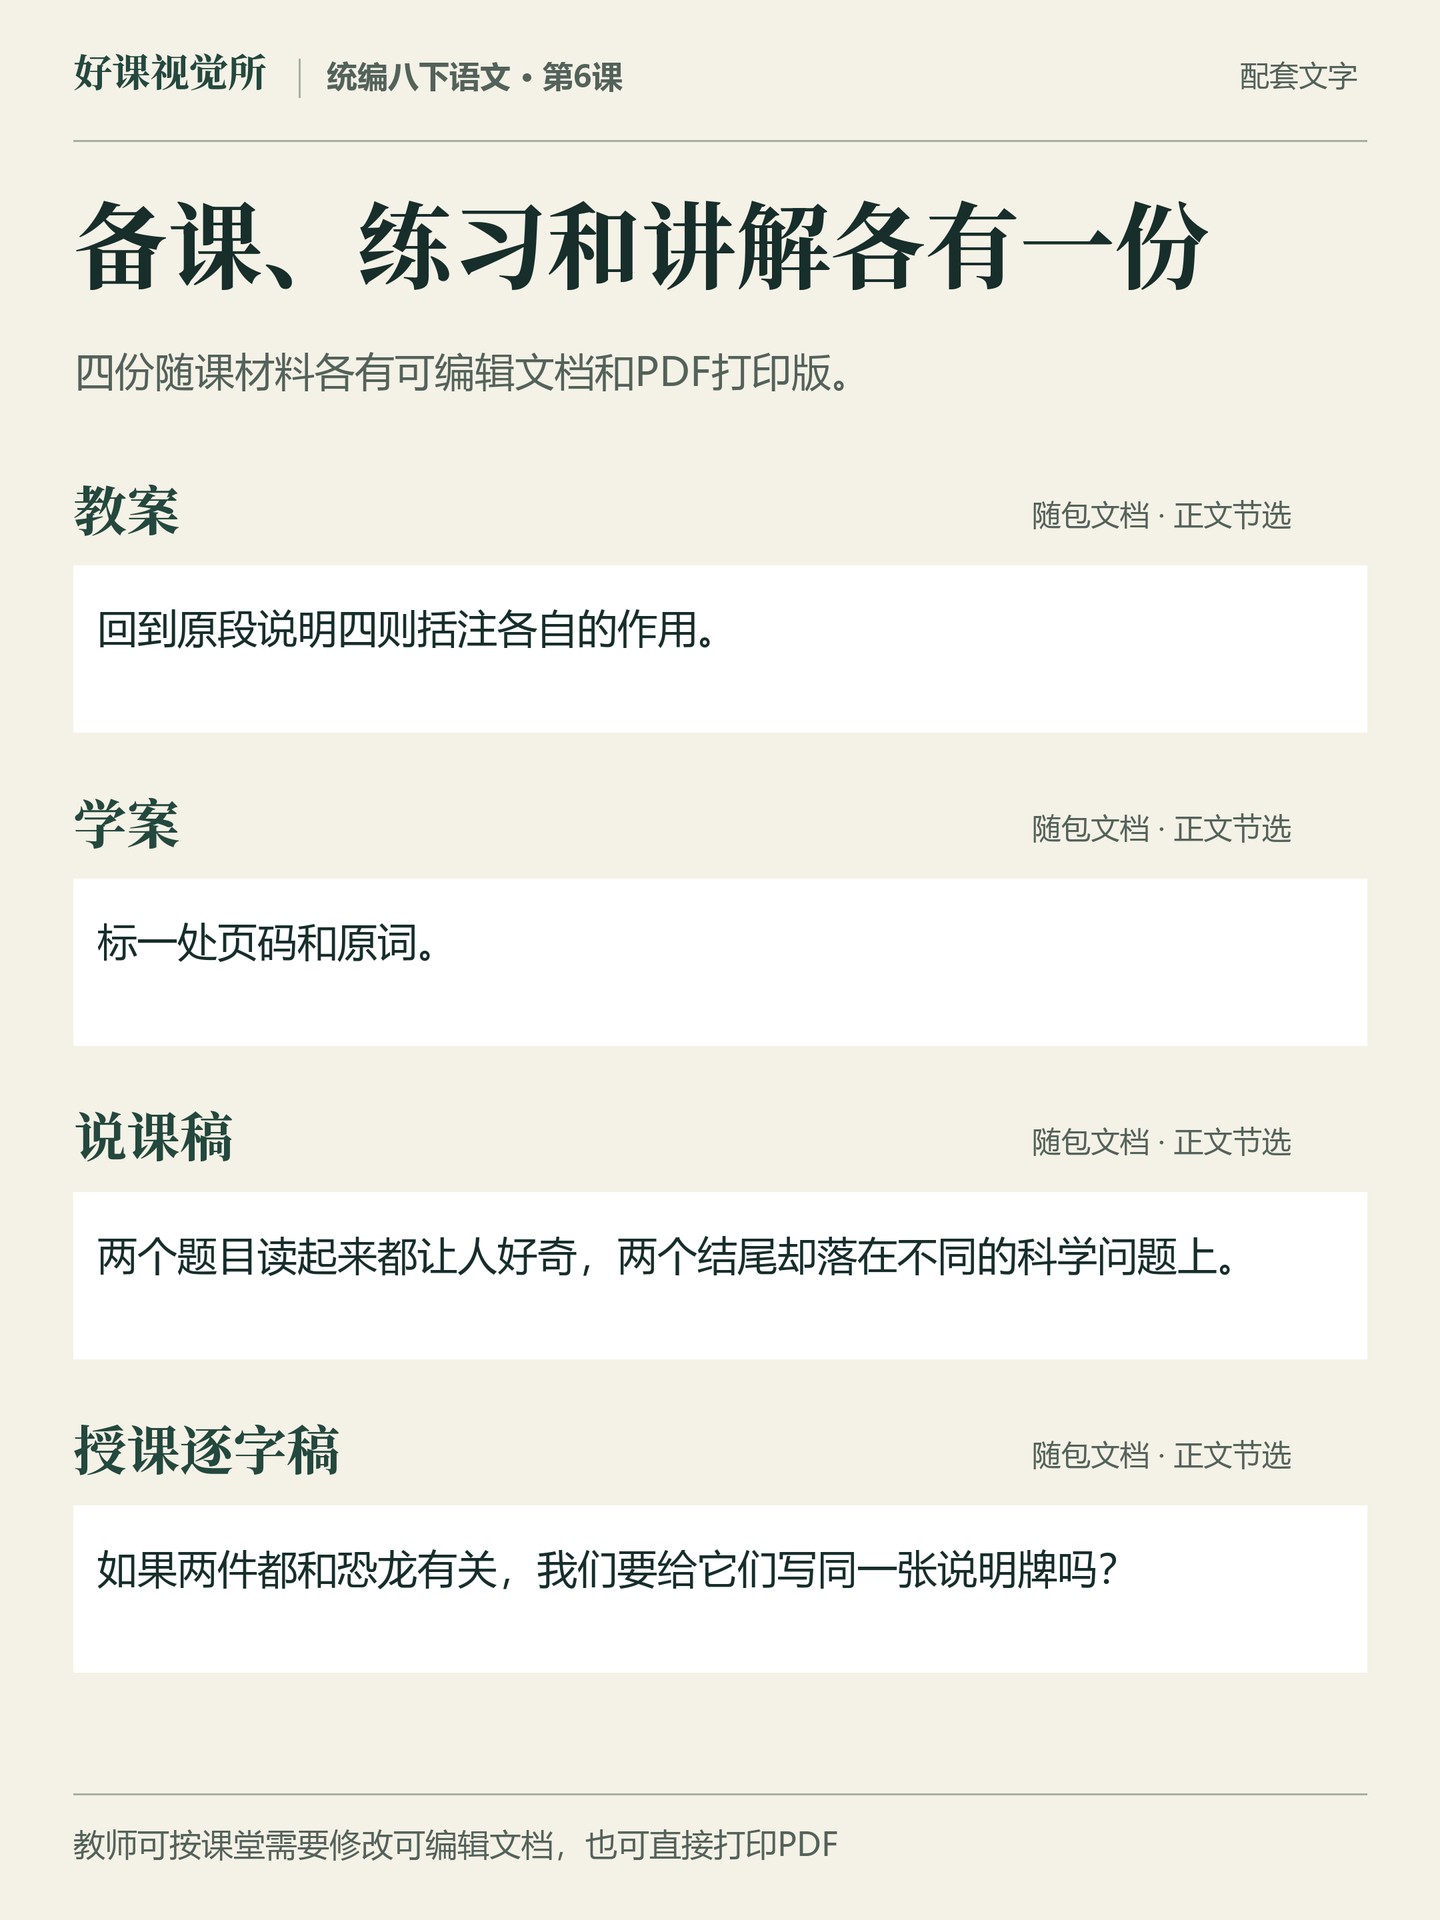 好课视觉所 | 统编八下语文·第6课 配套文字
备课、练习和讲解各有一份
四份随课材料各有可编辑文档和PDF打印版。
教案 随包文档·正文节选
回到原段说明四则括注各自的作用。
学案 随包文档·正文节选
标一处页码和原词。
说课稿 随包文档·正文节选
两个题目读起来都让人好奇，两个结尾却落在不同的科学问题上。
授课逐字稿 随包文档·正文节选
如果两件都和恐龙有关，我们要给它们写同一张说明牌吗？
教师可按课堂需要修改可编辑文档，也可直接打印PDF